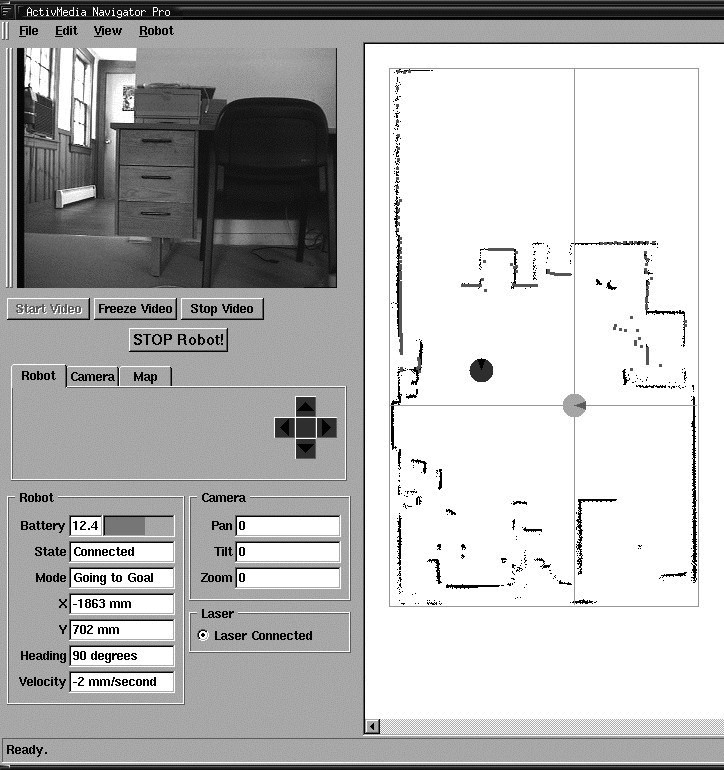 ActivMedia Navigator Pro
File Edit View Robot
Start Video Freeze Video Stop Video
STOP Robot!
Robot Camera Map
Robot
Battery 12.4
State Connected
Mode Going to Goal
X -1863 mm
Y 702 mm
Heading 90 degrees
Velocity -2 mm/second
Camera
Pan 0
Tilt 0
Zoom 0
Laser
Laser Connected
Ready.